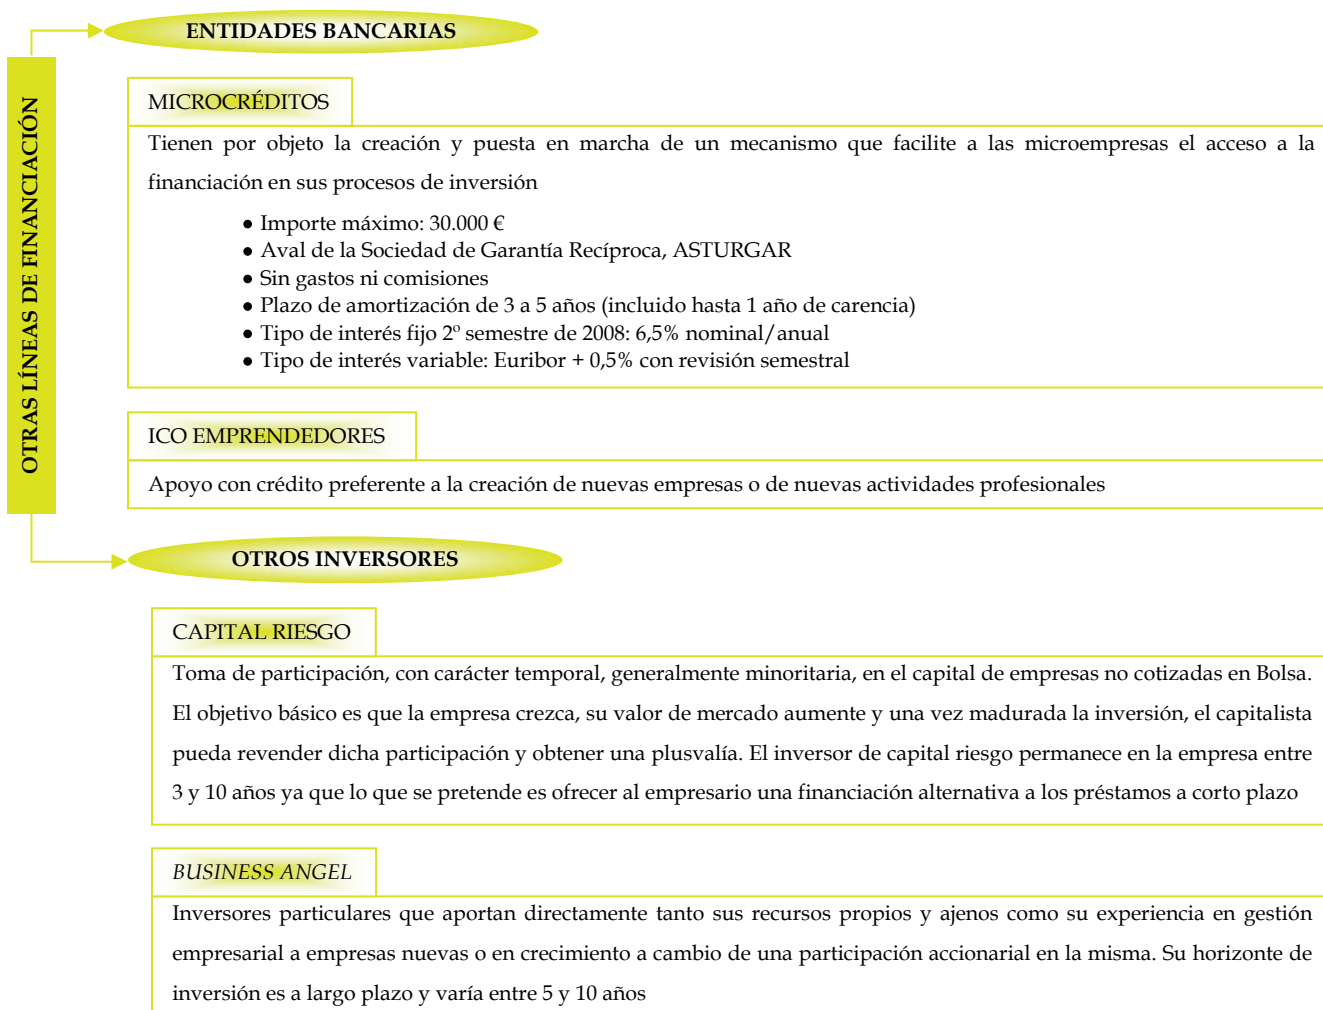 ENTIDADES BANCARIAS
OTRAS LÍNEAS DE FINANCIACIÓN
MICROCRÉDITOS
Tienen por objeto la creación y puesta en marcha de un mecanismo que facilite a las microempresas el acceso a la
financiación en sus procesos de inversión
• Importe máximo: 30.000 €
• Aval de la Sociedad de Garantía Recíproca, ASTURGAR
• Sin gastos ni comisiones
• Plazo de amortización de 3 a 5 años (incluido hasta 1 año de carencia)
• Tipo de interés fijo 2º semestre de 2008: 6,5% nominal/anual
• Tipo de interés variable: Euribor + 0,5% con revisión semestral
ICO EMPRENDEDORES
Apoyo con crédito preferente a la creación de nuevas empresas o de nuevas actividades profesionales
OTROS INVERSORES
CAPITAL RIESGO
Toma de participación, con carácter temporal, generalmente minoritaria, en el capital de empresas no cotizadas en Bolsa.
El objetivo básico es que la empresa crezca, su valor de mercado aumente y una vez madurada la inversión, el capitalista
pueda revender dicha participación y obtener una plusvalía. El inversor de capital riesgo permanece en la empresa entre
3 y 10 años ya que lo que se pretende es ofrecer al empresario una financiación alternativa a los préstamos a corto plazo
BUSINESS ANGEL
Inversores particulares que aportan directamente tanto sus recursos propios y ajenos como su experiencia en gestión
empresarial a empresas nuevas o en crecimiento a cambio de una participación accionarial en la misma. Su horizonte de
inversión es a largo plazo y varía entre 5 y 10 años